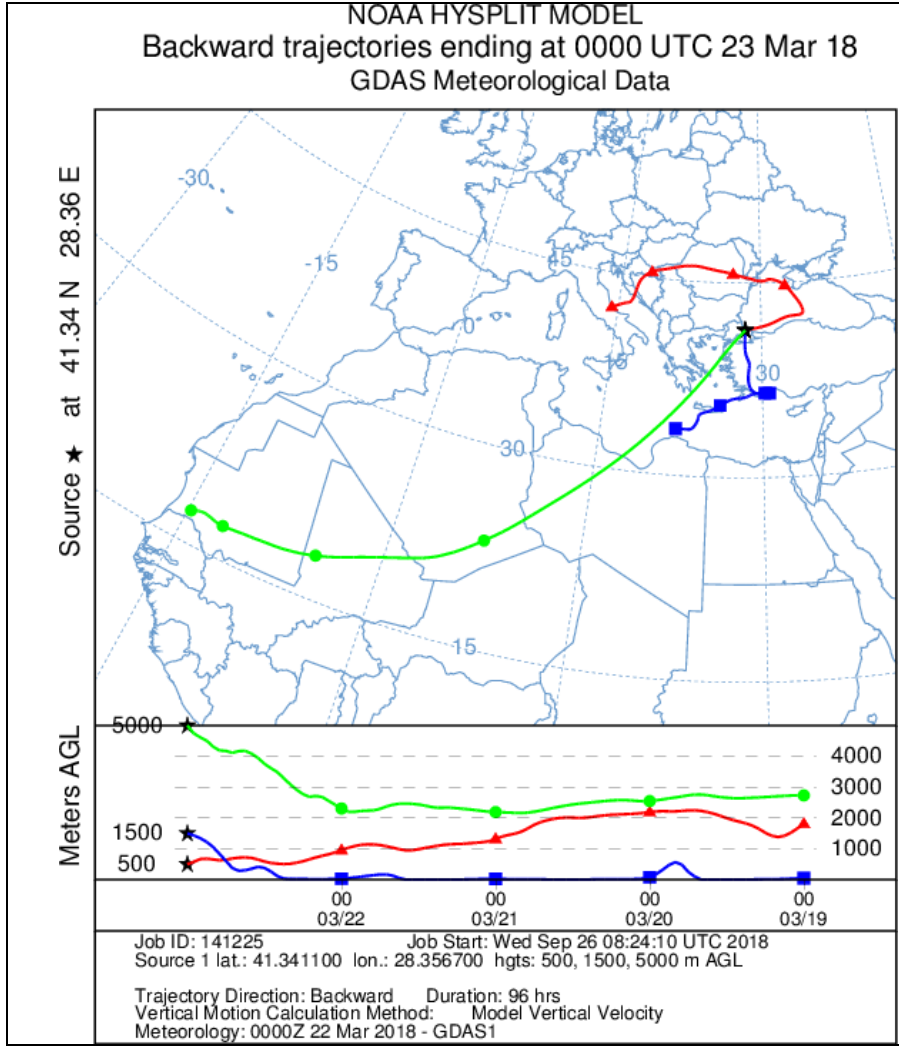 NOAA HYSPLIT MODEL
Backward trajectories ending at 0000 UTC 23 Mar 18
GDAS Meteorological Data
Source ★ at 41.34 N 28.36 E
-30
-15
45
0
0
30
30
15
Meters AGL
5000
4000
3000
2000
1500
1000
500
00 00 00 00
03/22 03/21 03/20 03/19
Job ID: 141225 Job Start: Wed Sep 26 08:24:10 UTC 2018
Source 1 lat.: 41.341100 lon.: 28.356700 hgts: 500, 1500, 5000 m AGL
Trajectory Direction: Backward Duration: 96 hrs
Vertical Motion Calculation Method: Model Vertical Velocity
Meteorology: 0000Z 22 Mar 2018 - GDAS1